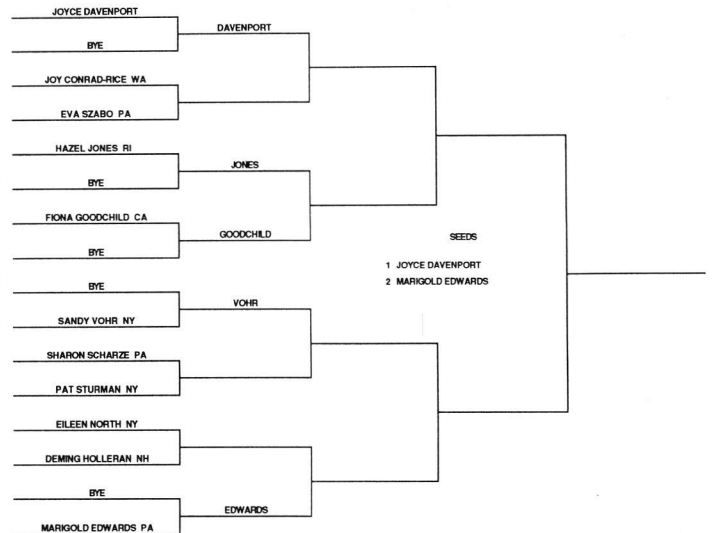 JOYCE DAVENPORT
DAVENPORT
BYE
JOY CONRAD-RICE WA
EVA SZABO PA
HAZEL JONES RI
JONES
BYE
FIONA GOODCHILD CA
GOODCHILD
BYE
SEEDS
1 JOYCE DAVENPORT
2 MARIGOLD EDWARDS
BYE
VOHR
SANDY VOHR NY
SHARON SCHARZE PA
PAT STURMAN NY
EILEEN NORTH NY
DEMING HOLLERAN NH
BYE
EDWARDS
MARIGOLD EDWARDS PA